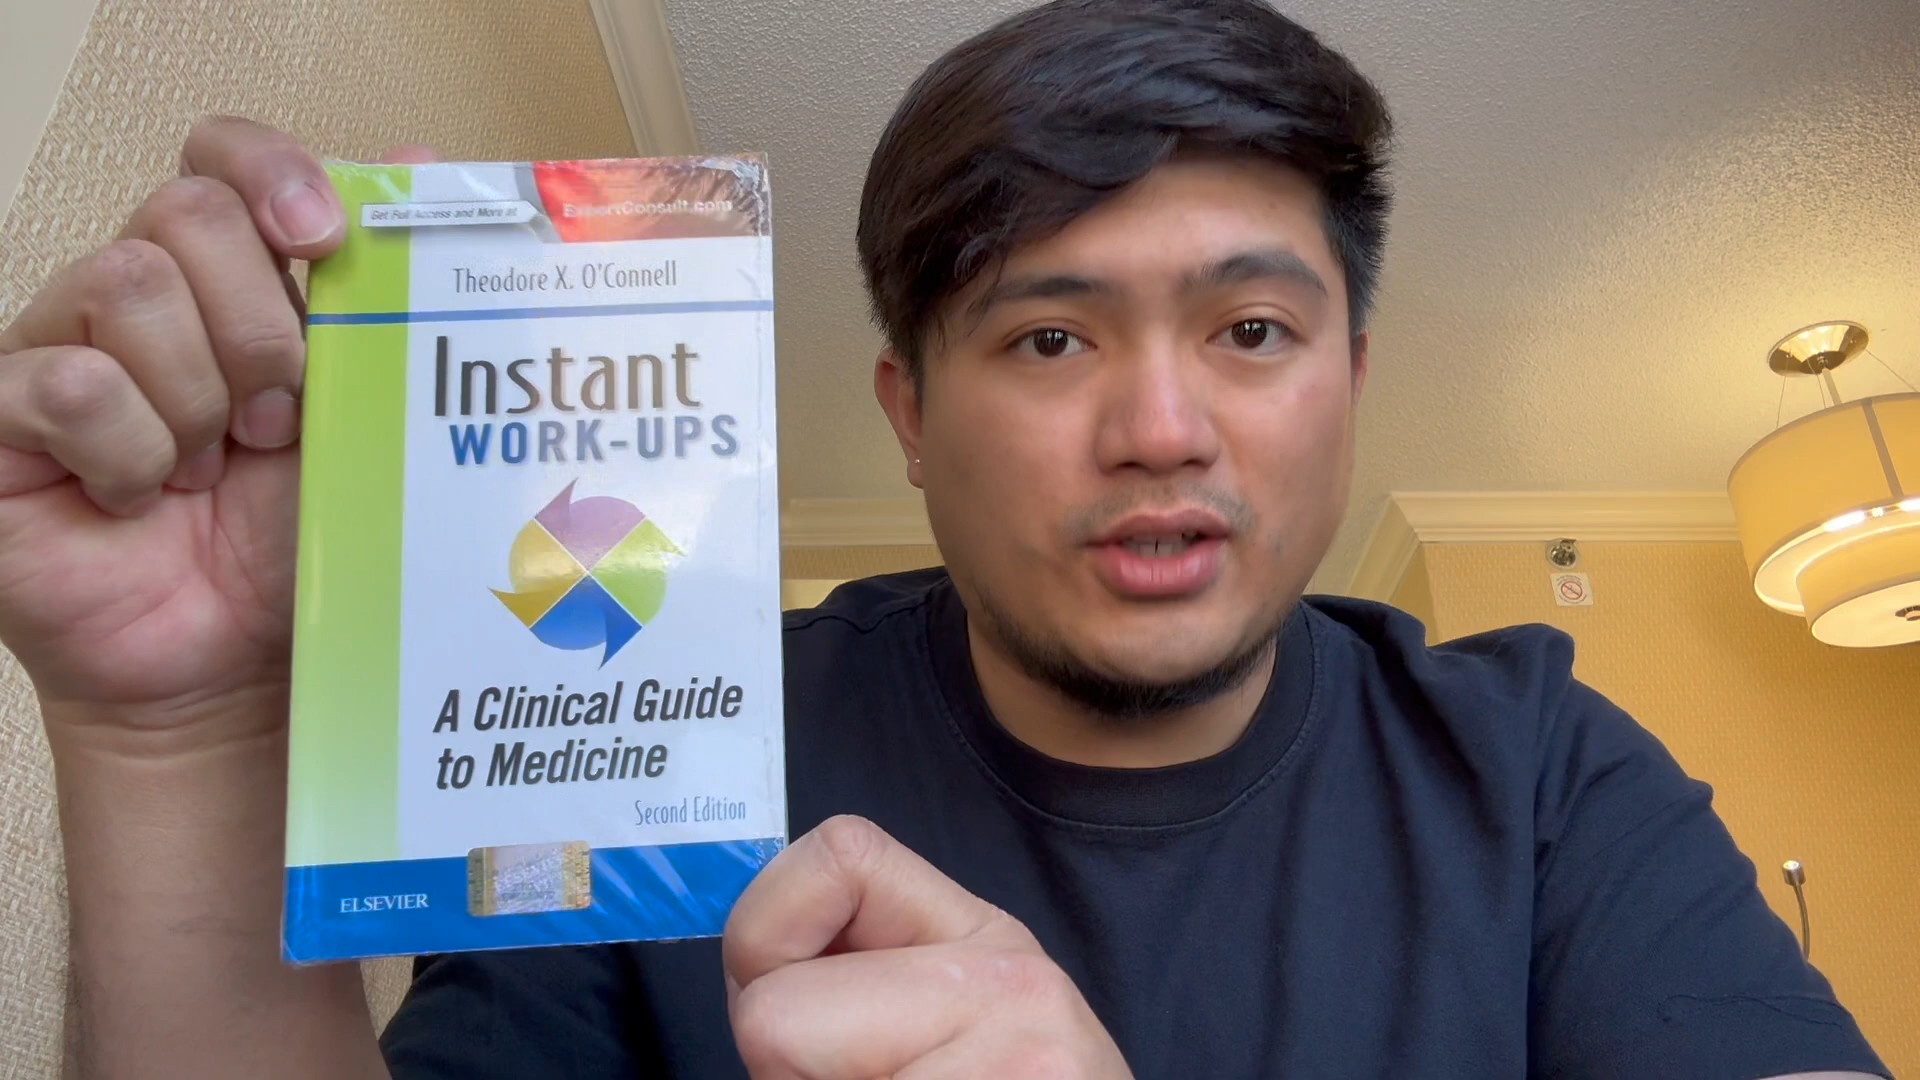 Get Full Access and More at
ExpertConsult.com
Theodore X. O'Connell
Instant
WORK-UPS
A Clinical Guide
to Medicine
Second Edition
ELSEVIER